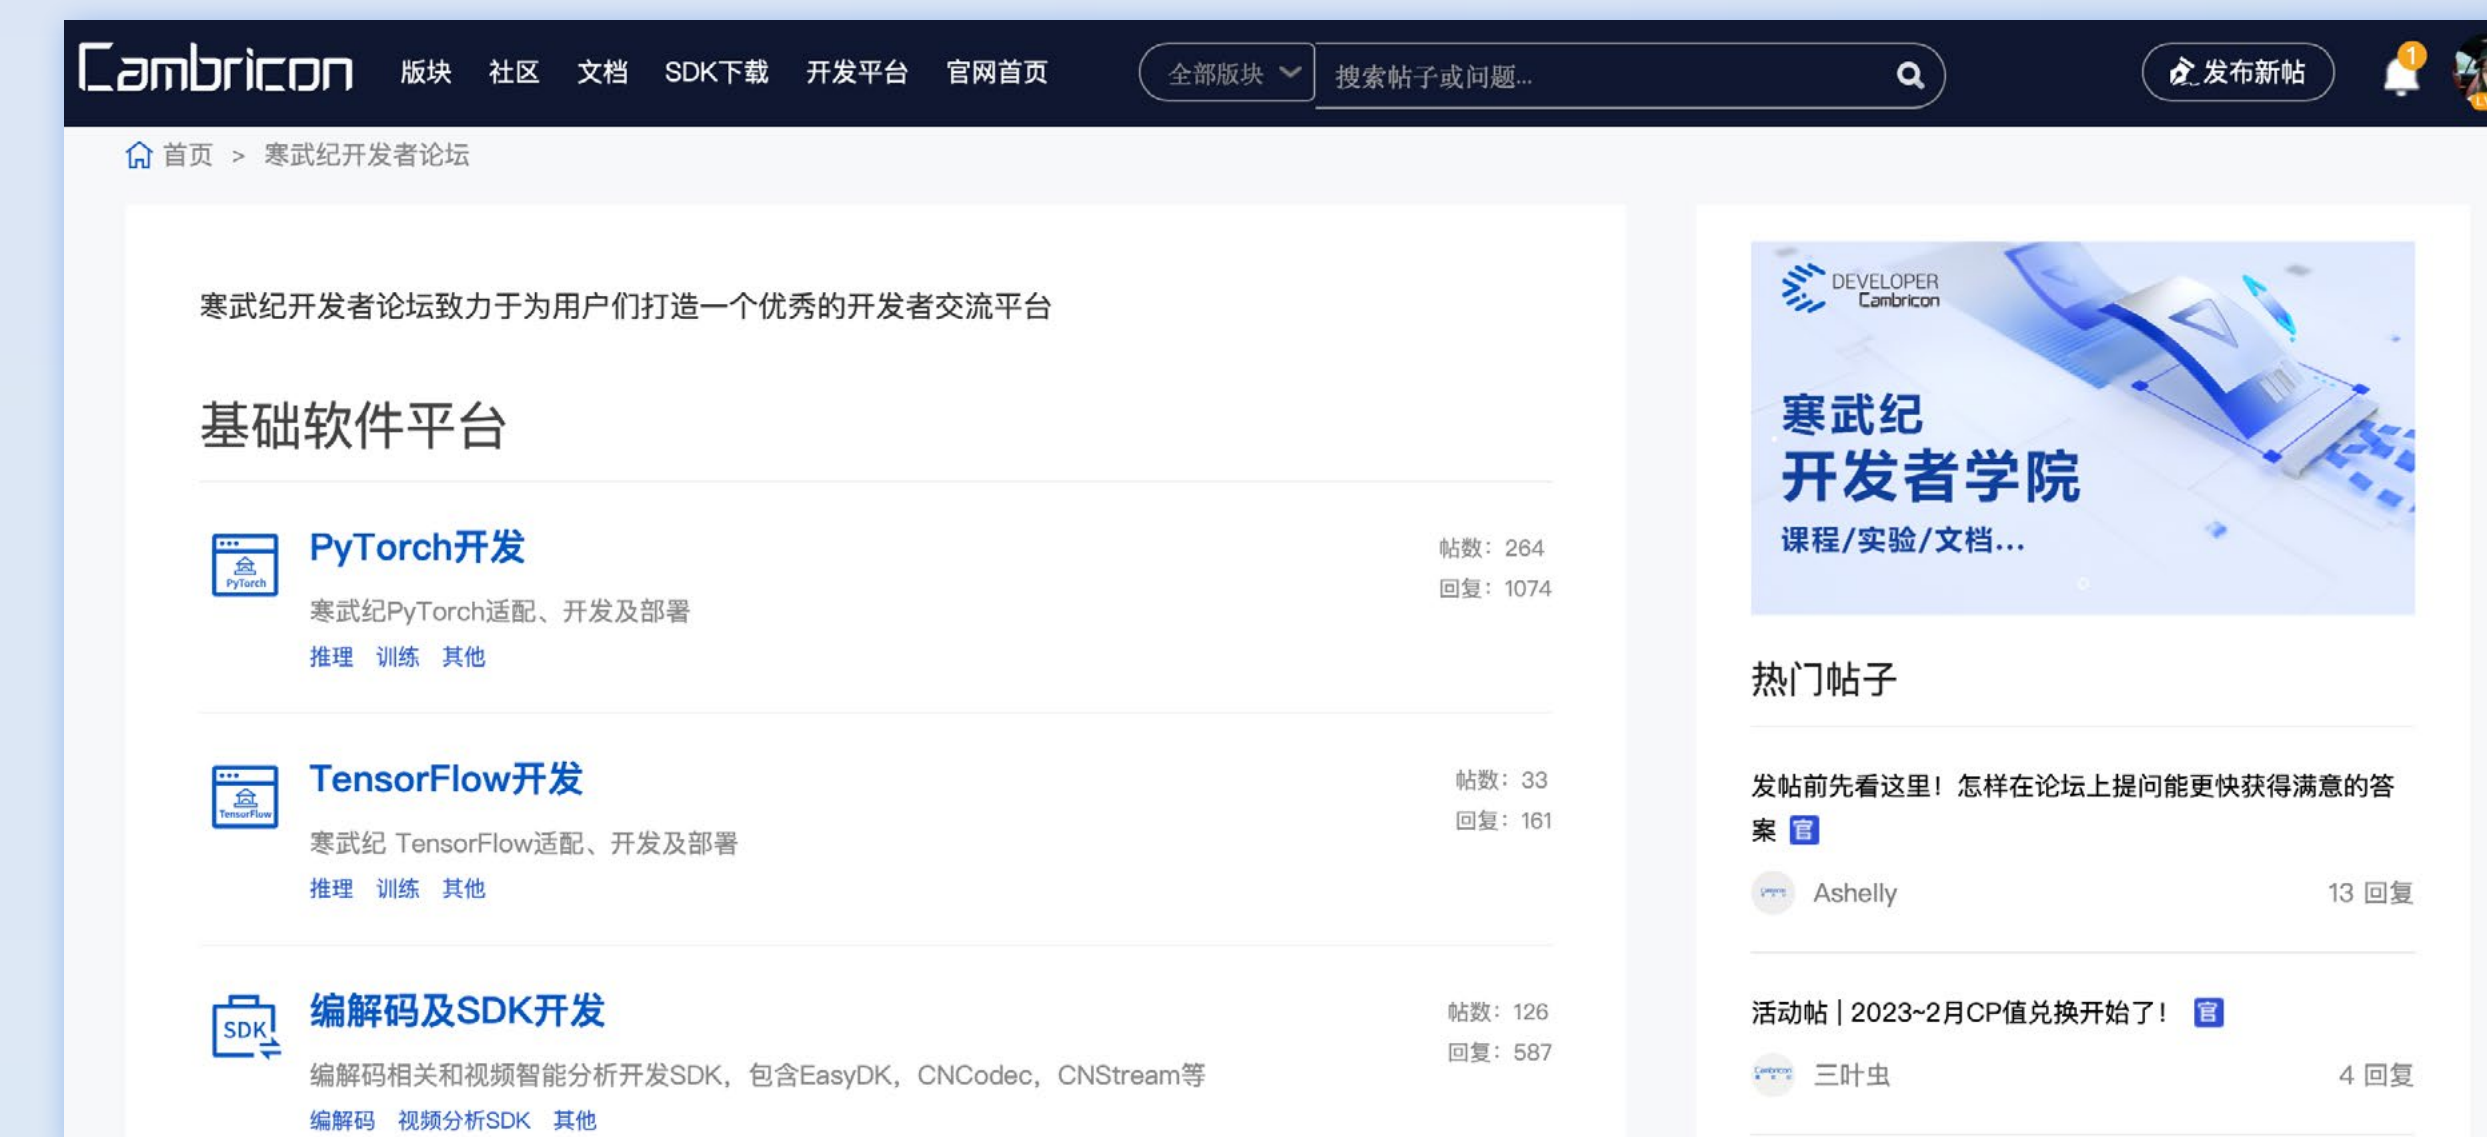 Cambricon 版块 社区 文档 SDK下载 开发平台 官网首页 全部版块 搜索帖子或问题... 发布新帖 1
首页 > 寒武纪开发者论坛
寒武纪开发者论坛致力于为用户们打造一个优秀的开发者交流平台
基础软件平台
PyTorch
PyTorch开发
帖数：264
回复：1074
寒武纪PyTorch适配、开发及部署
推理 训练 其他
TensorFlow
TensorFlow开发
帖数：33
回复：161
寒武纪 TensorFlow适配、开发及部署
推理 训练 其他
SDK
编解码及SDK开发
帖数：126
回复：587
编解码相关和视频智能分析开发SDK，包含EasyDK，CNCodec，CNStream等
编解码 视频分析SDK 其他
DEVELOPER
Cambricon
寒武纪
开发者学院
课程/实验/文档...
热门帖子
发帖前先看这里！怎样在论坛上提问能更快获得满意的答
案 官
Ashelly 13 回复
活动帖 | 2023~2月CP值兑换开始了！ 官
Cambricon
三叶虫 4 回复